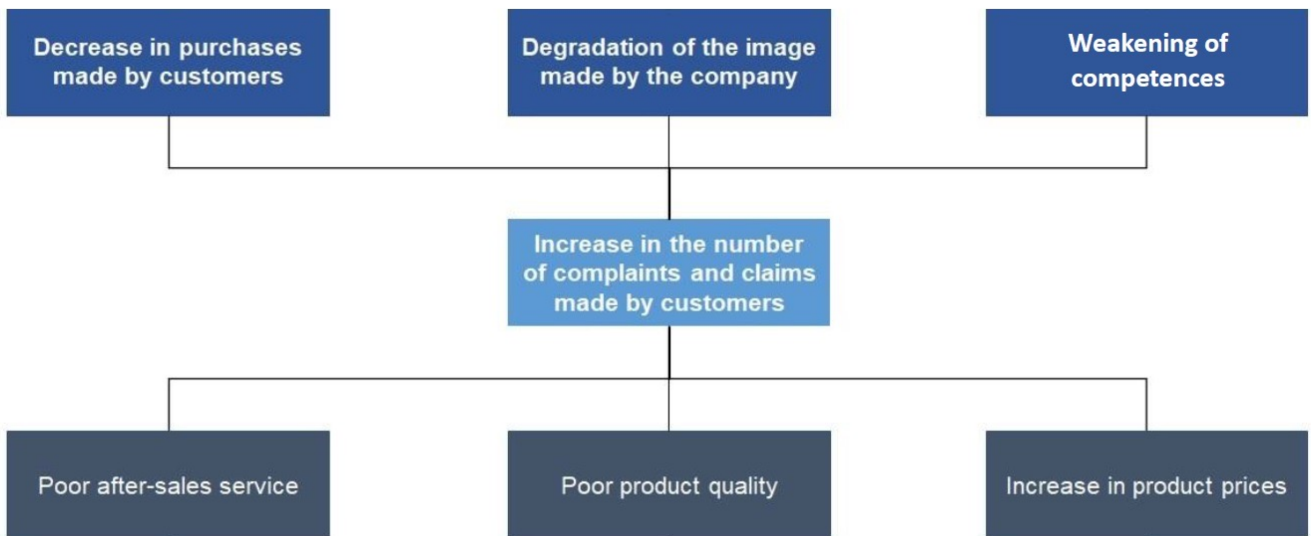 Decrease in purchases
made by customers
Degradation of the image
made by the company
Weakening of
competences
Increase in the number
of complaints and claims
made by customers
Poor after-sales service
Poor product quality
Increase in product prices